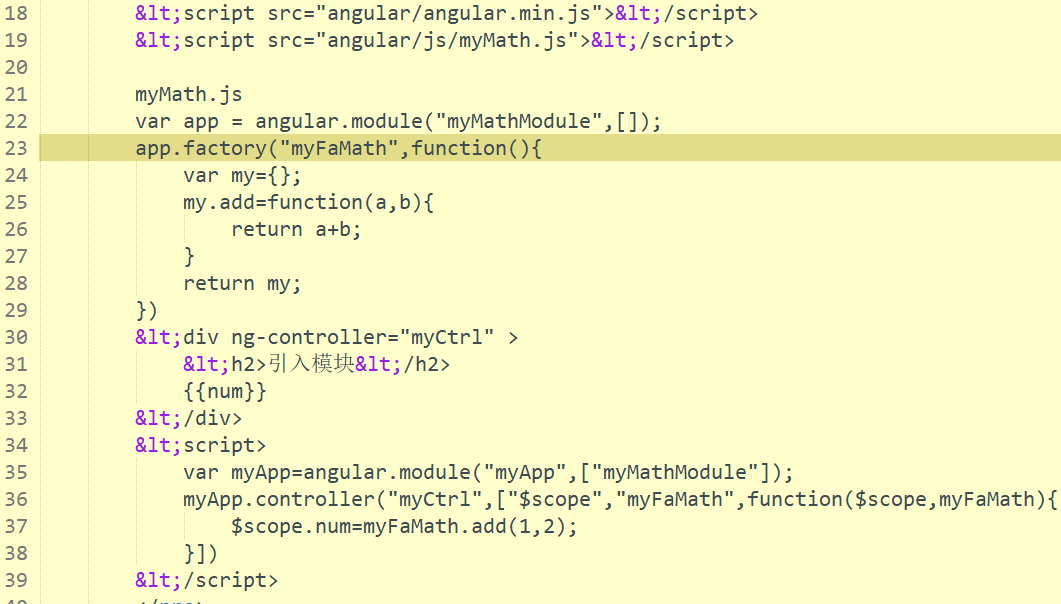 18 &lt;script src="angular/angular.min.js">&lt;/script>
19 &lt;script src="angular/js/myMath.js">&lt;/script>
20
21 myMath.js
22 var app = angular.module("myMathModule",[]);
23 app.factory("myFaMath",function(){
24 var my={};
25 my.add=function(a,b){
26 return a+b;
27 }
28 return my;
29 })
30 &lt;div ng-controller="myCtrl" >
31 &lt;h2>引入模块&lt;/h2>
32 {{num}}
33 &lt;/div>
34 &lt;script>
35 var myApp=angular.module("myApp",["myMathModule"]);
36 myApp.controller("myCtrl",["$scope","myFaMath",function($scope,myFaMath){
37 $scope.num=myFaMath.add(1,2);
38 }])
39 &lt;/script>